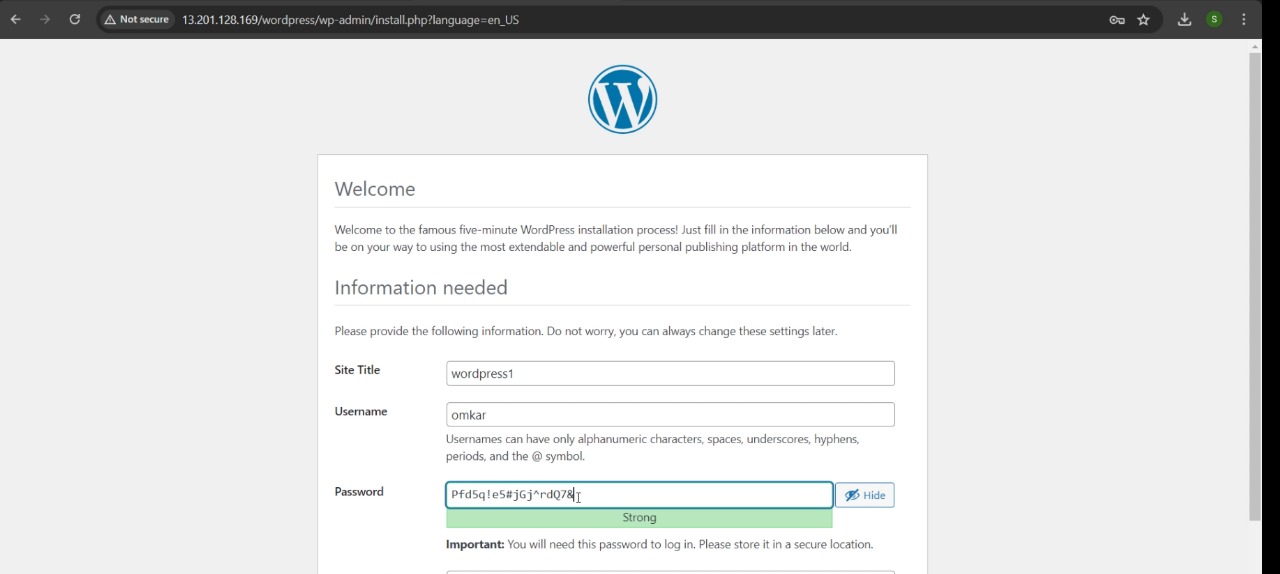 Not secure 13.201.128.169/wordpress/wp-admin/install.php?language=en_US S
W
Welcome
Welcome to the famous five-minute WordPress installation process! Just fill in the information below and you'll
be on your way to using the most extendable and powerful personal publishing platform in the world.
Information needed
Please provide the following information. Do not worry, you can always change these settings later.
Site Title wordpress1
Username omkar
Usernames can have only alphanumeric characters, spaces, underscores, hyphens,
periods, and the @ symbol.
Password Pfd5q!e5#jGj^rdQ7& Hide
Strong
Important: You will need this password to log in. Please store it in a secure location.